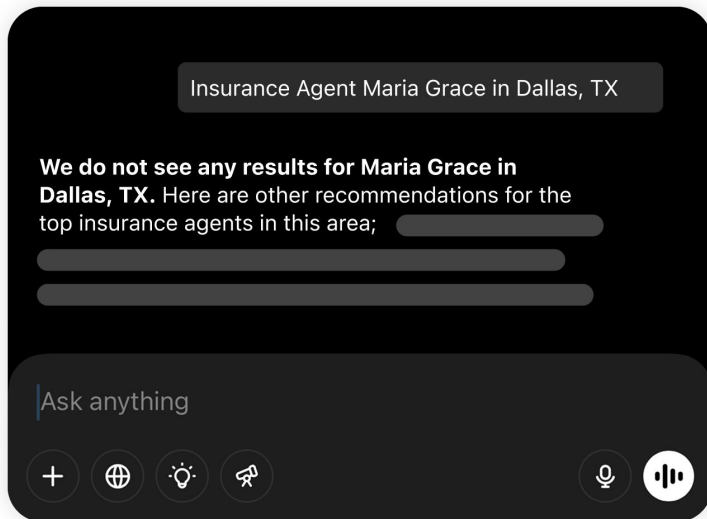 Insurance Agent Maria Grace in Dallas, TX
We do not see any results for Maria Grace in
Dallas, TX. Here are other recommendations for the
top insurance agents in this area;
Ask anything